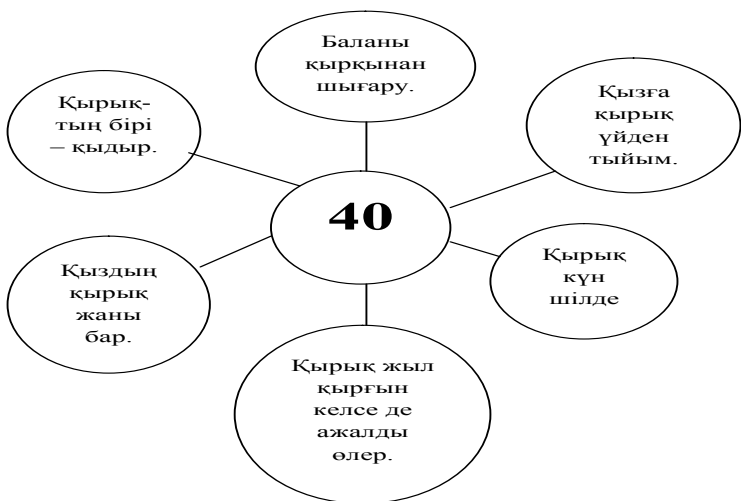 Баланы
қырқынан
шығару.
Қырық-
тың бірі
– қыдыр.
Қызға
қырық
үйден
тыйым.
40
Қыздың
қырық
жаны
бар.
Қырық
күн
шілде
Қырық жыл
қырғын
келсе де
ажалды
өлер.